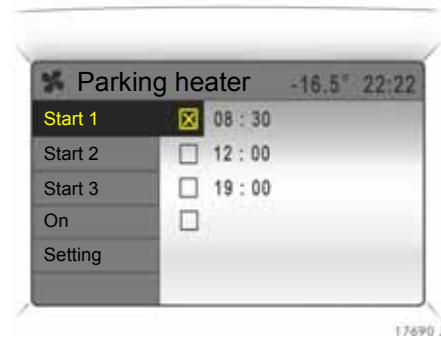 Parking heater -16.5° 22:22
Start 1 08 : 30
Start 2 12 : 00
Start 3 19 : 00
On
Setting
17690